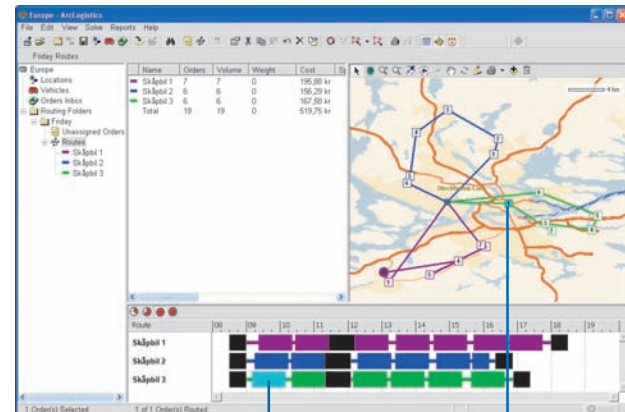 Europe - ArcLogistics
File Edit View Solve Reports Help
Friday Routes
Europe
Locations
Vehicles
Orders Inbox
Routing Folders
Friday
Unassigned Orders
Routes
Skåpbil 1
Skåpbil 2
Skåpbil 3
Name Orders Volume Weight Cost
Skåpbil 1 7 7 0 195,88 kr
Skåpbil 2 6 6 0 156,29 kr
Skåpbil 3 6 6 0 167,58 kr
Total 19 19 0 519,75 kr
4 km
Route 08 09 10 11 12 13 14 15 16 17 18 19
Skåpbil 1
Skåpbil 2
Skåpbil 3
1 Order(s) Selected 1 of 1 Order(s) Routed